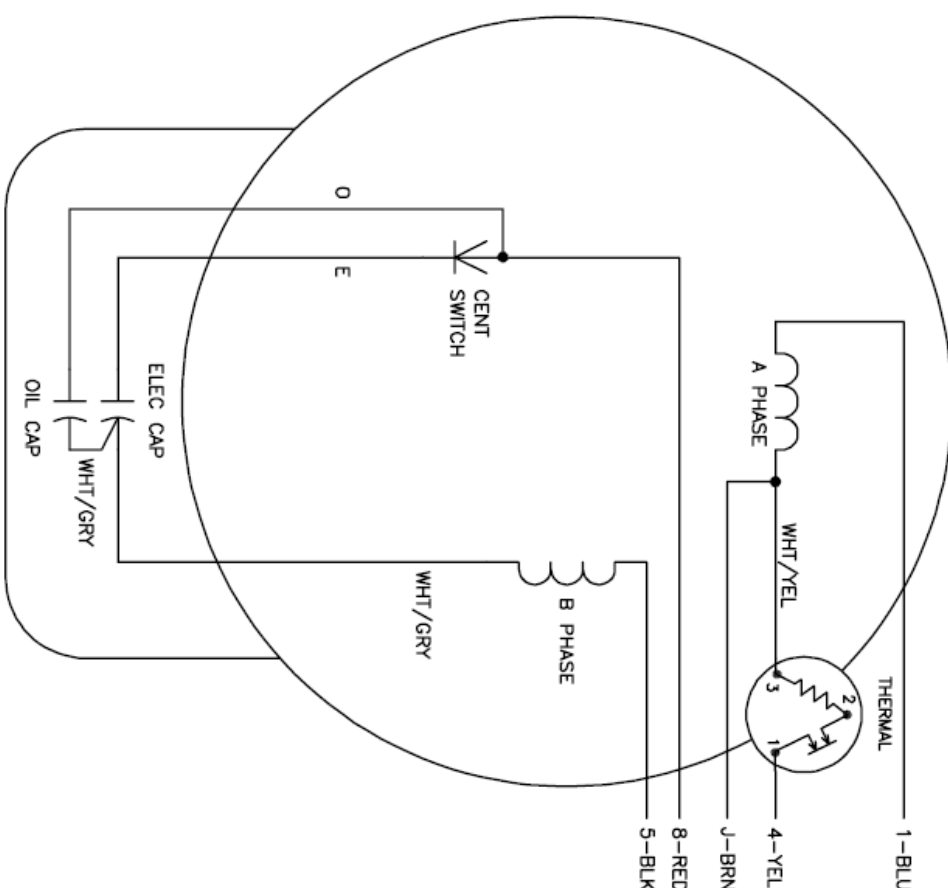 1-BLU
THERMAL
2
WHT/YEL
3
1
4-YEL
A PHASE
J-BRN
8-RED
5-BLK
B PHASE
CENT
SWITCH
WHT/GRY
O
E
ELEC CAP
WHT/GRY
OIL CAP